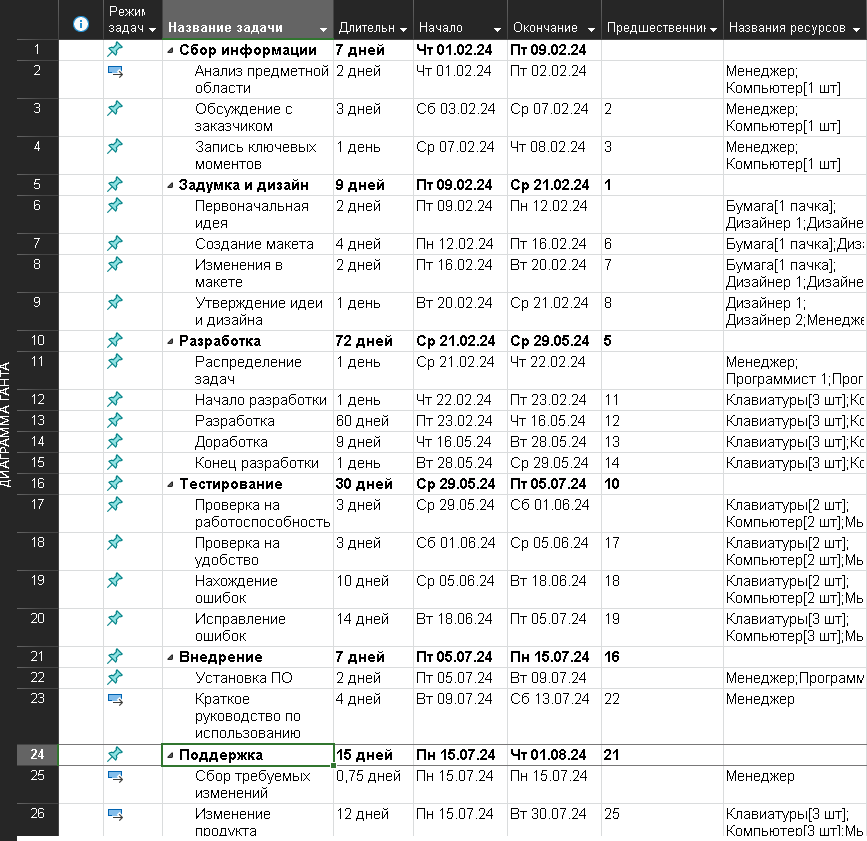 Режим задач Название задачи Длительн Начало Окончание Предшественник Названия ресурсов
1 Сбор информации 7 дней Чт 01.02.24 Пт 09.02.24
2 Анализ предметной области 2 дней Чт 01.02.24 Пт 02.02.24 Менеджер; Компьютер[1 шт]
3 Обсуждение с заказчиком 3 дней Сб 03.02.24 Ср 07.02.24 2 Менеджер; Компьютер[1 шт]
4 Запись ключевых моментов 1 день Ср 07.02.24 Чт 08.02.24 3 Менеджер; Компьютер[1 шт]
5 Задумка и дизайн 9 дней Пт 09.02.24 Ср 21.02.24 1
6 Первоначальная идея 2 дней Пт 09.02.24 Пн 12.02.24 Бумага[1 пачка]; Дизайнер 1;Дизайне
7 Создание макета 4 дней Пн 12.02.24 Пт 16.02.24 6 Бумага[1 пачка];Диз
8 Изменения в макете 2 дней Пт 16.02.24 Вт 20.02.24 7 Бумага[1 пачка]; Дизайнер 1;Дизайне
9 Утверждение идеи и дизайна 1 день Вт 20.02.24 Ср 21.02.24 8 Дизайнер 1; Дизайнер 2;Менедже
10 Разработка 72 дней Ср 21.02.24 Ср 29.05.24 5
11 Распределение задач 1 день Ср 21.02.24 Чт 22.02.24 Менеджер; Программист 1;Прог
12 Начало разработки 1 день Чт 22.02.24 Пт 23.02.24 11 Клавиатуры[3 шт];Ко
13 Разработка 60 дней Пт 23.02.24 Чт 16.05.24 12 Клавиатуры[3 шт];Ко
14 Доработка 9 дней Чт 16.05.24 Вт 28.05.24 13 Клавиатуры[3 шт];Ко
15 Конец разработки 1 день Вт 28.05.24 Ср 29.05.24 14 Клавиатуры[3 шт];Ко
16 Тестирование 30 дней Ср 29.05.24 Пт 05.07.24 10
17 Проверка на работоспособность 3 дней Ср 29.05.24 Сб 01.06.24 Клавиатуры[2 шт]; Компьютер[2 шт];Мь
18 Проверка на удобство 3 дней Сб 01.06.24 Ср 05.06.24 17 Клавиатуры[2 шт]; Компьютер[2 шт];Мь
19 Нахождение ошибок 10 дней Ср 05.06.24 Вт 18.06.24 18 Клавиатуры[2 шт]; Компьютер[2 шт];Мь
20 Исправление ошибок 14 дней Вт 18.06.24 Пт 05.07.24 19 Клавиатуры[3 шт]; Компьютер[3 шт];Мь
21 Внедрение 7 дней Пт 05.07.24 Пн 15.07.24 16
22 Установка ПО 2 дней Пт 05.07.24 Вт 09.07.24 Менеджер;Программ
23 Краткое руководство по использованию 4 дней Вт 09.07.24 Сб 13.07.24 22 Менеджер
24 Поддержка 15 дней Пн 15.07.24 Чт 01.08.24 21
25 Сбор требуемых изменений 0,75 дней Пн 15.07.24 Пн 15.07.24 Менеджер
26 Изменение продукта 12 дней Пн 15.07.24 Вт 30.07.24 25 Клавиатуры[3 шт]; Компьютер[3 шт];Мь
ДИАГРАММА ГАНТА